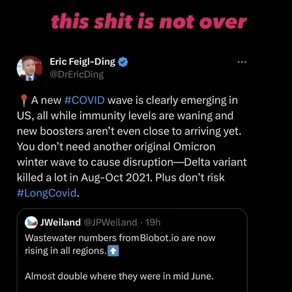 this shit is not over
Eric Feigl-Ding
@DrEricDing
📍A new #COVID wave is clearly emerging in
US, all while immunity levels are waning and
new boosters aren't even close to arriving yet.
You don't need another original Omicron
winter wave to cause disruption—Delta variant
killed a lot in Aug-Oct 2021. Plus don't risk
#LongCovid.
JWeiland @JPWeiland · 19h
Wastewater numbers from Biobot.io are now
rising in all regions.⬆️
Almost double where they were in mid June.